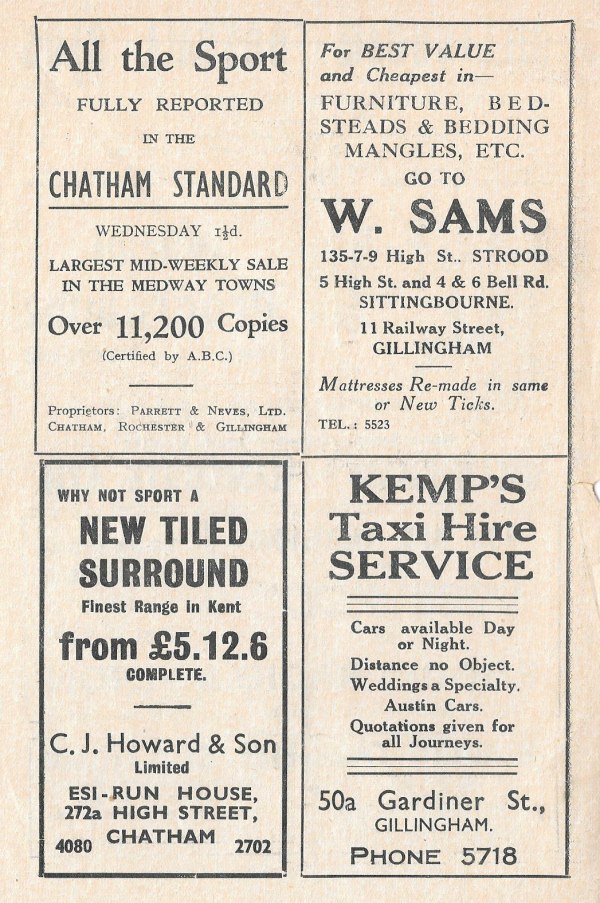 All the Sport
FULLY REPORTED
IN THE
CHATHAM STANDARD
WEDNESDAY 1½d.
LARGEST MID-WEEKLY SALE
IN THE MEDWAY TOWNS
Over 11,200 Copies
(Certified by A.B.C.)
Proprietors: PARRETT & NEVES, LTD.
CHATHAM, ROCHESTER & GILLINGHAM
For BEST VALUE
and Cheapest in—
FURNITURE, BED-
STEADS & BEDDING
MANGLES, ETC.
GO TO
W. SAMS
135-7-9 High St.. STROOD
5 High St. and 4 & 6 Bell Rd.
SITTINGBOURNE.
11 Railway Street,
GILLINGHAM
Mattresses Re-made in same
or New Ticks.
TEL.: 5523
WHY NOT SPORT A
NEW TILED
SURROUND
Finest Range in Kent
from £5.12.6
COMPLETE.
C. J. Howard & Son
Limited
ESI-RUN HOUSE,
272a HIGH STREET,
CHATHAM
4080 2702
KEMP'S
Taxi Hire
SERVICE
Cars available Day
or Night.
Distance no Object.
Weddings a Specialty.
Austin Cars.
Quotations given for
all Journeys.
50a Gardiner St.,
GILLINGHAM.
PHONE 5718